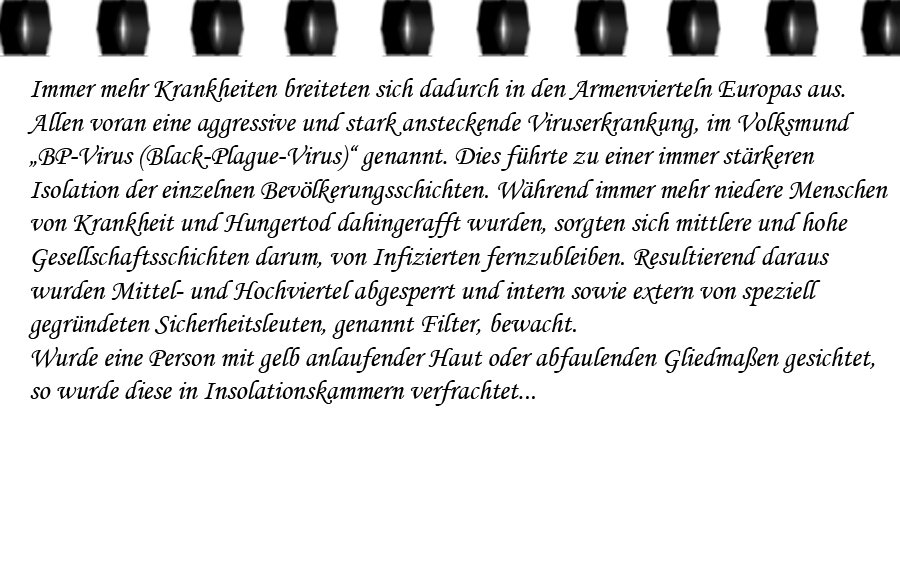 Immer mehr Krankheiten breiteten sich dadurch in den Armenvierteln Europas aus.
Allen voran eine aggressive und stark ansteckende Viruserkrankung, im Volksmund
„BP-Virus (Black-Plague-Virus)“ genannt. Dies führte zu einer immer stärkeren
Isolation der einzelnen Bevölkerungsschichten. Während immer mehr niedere Menschen
von Krankheit und Hungertod dahingerafft wurden, sorgten sich mittlere und hohe
Gesellschaftsschichten darum, von Infizierten fernzubleiben. Resultierend daraus
wurden Mittel- und Hochviertel abgesperrt und intern sowie extern von speziell
gegründeten Sicherheitsleuten, genannt Filter, bewacht.
Wurde eine Person mit gelb anlaufender Haut oder abfaulenden Gliedmaßen gesichtet,
so wurde diese in Insolationskammern verfrachtet...